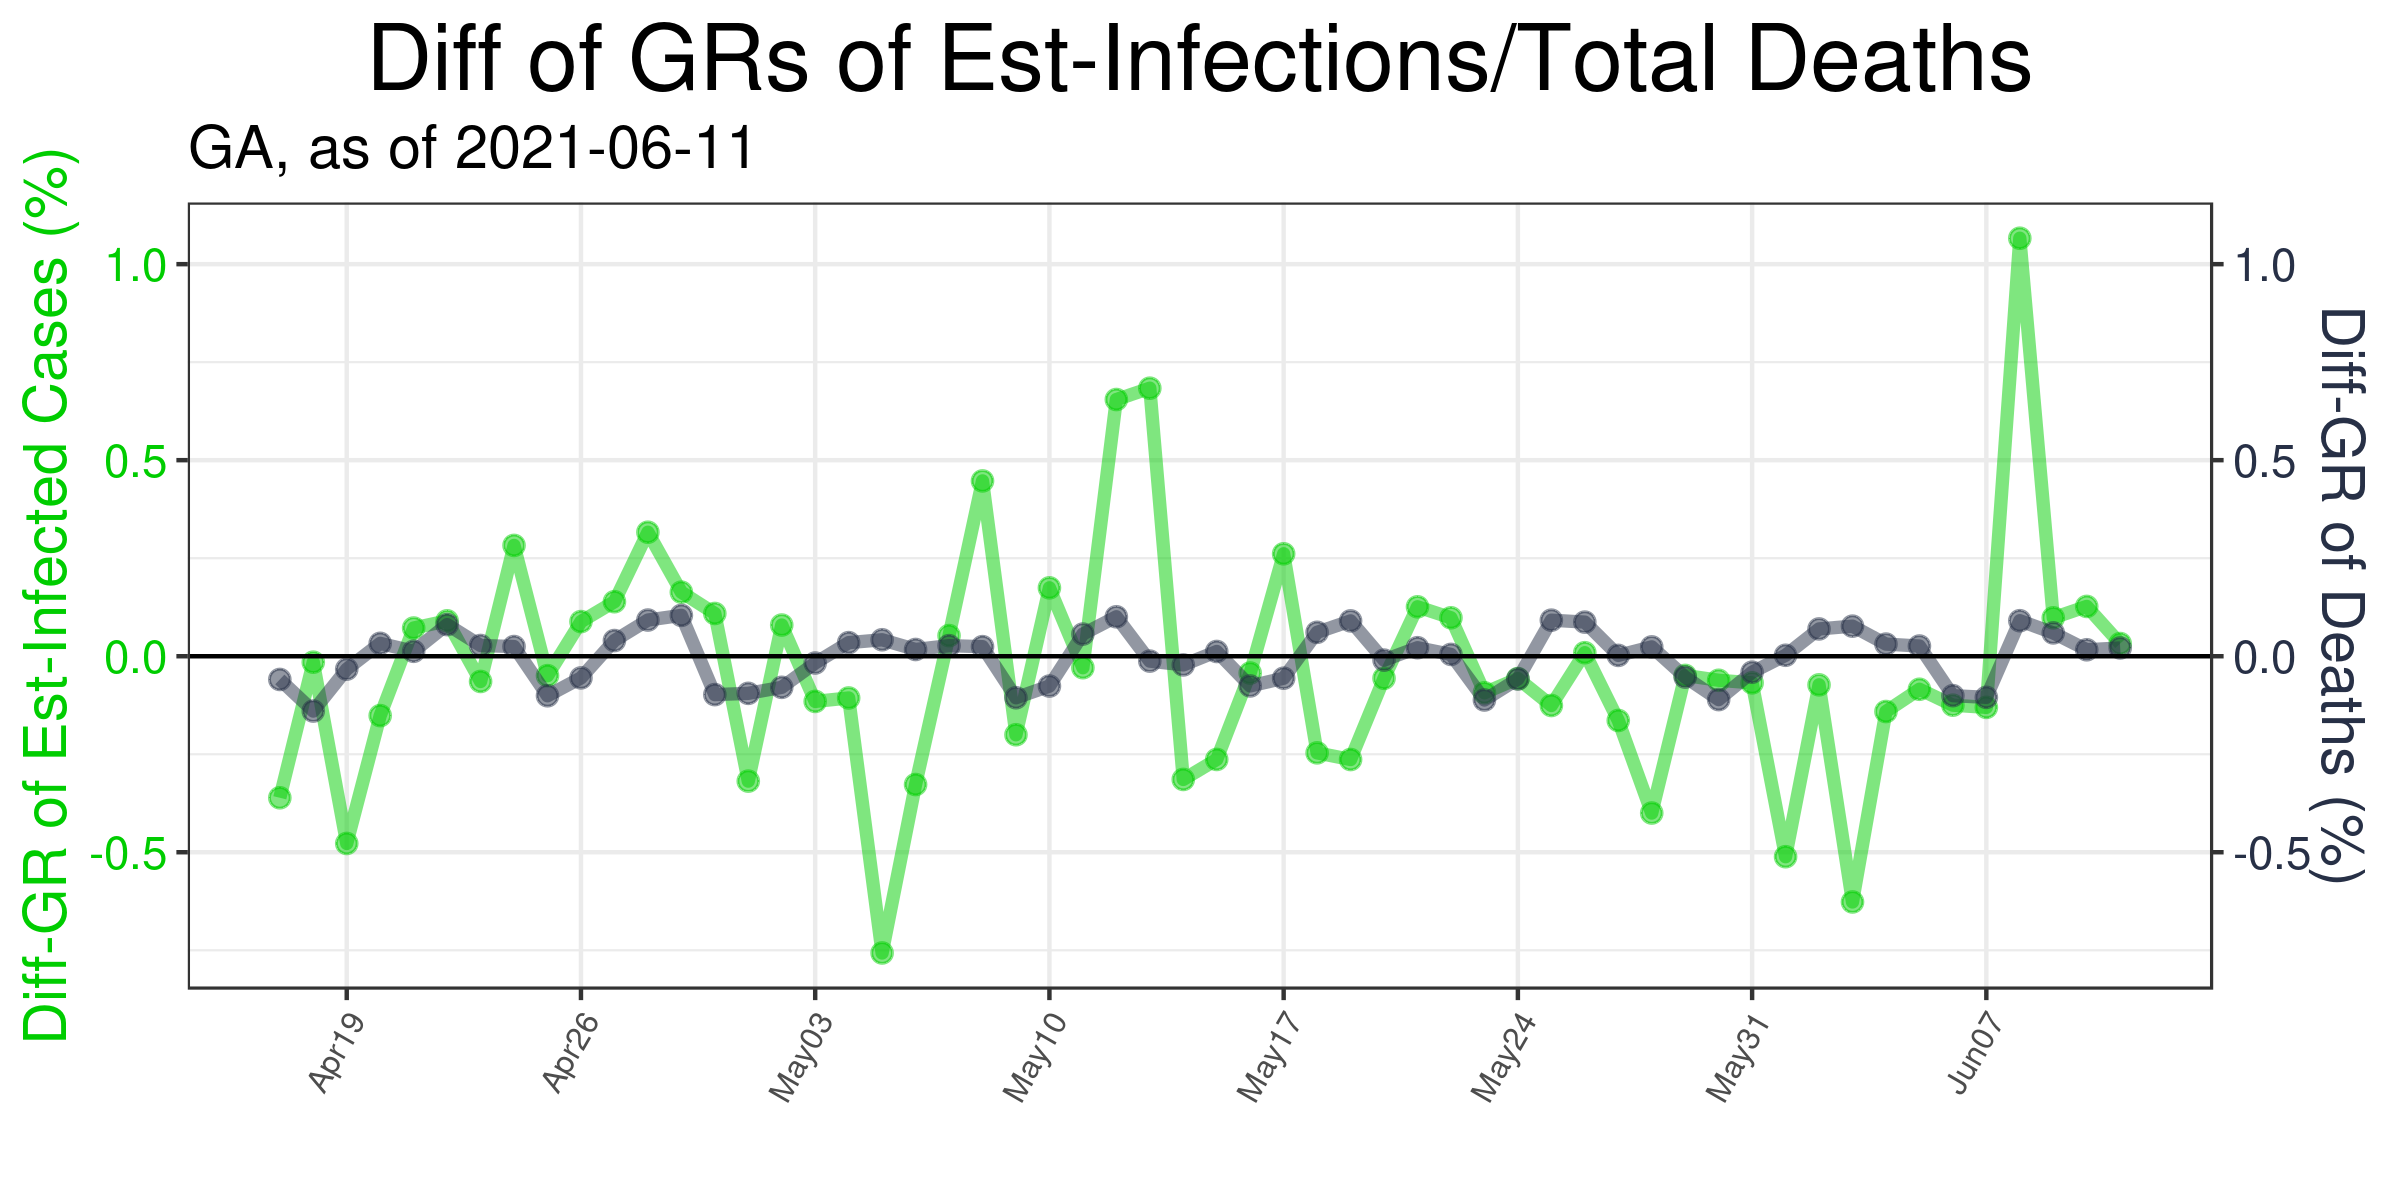 Diff of GRs of Est-Infections/Total Deaths
GA, as of 2021-06-11
Diff-GR of Est-Infected Cases (%)
1.0
0.5
0.0
-0.5
1.0
0.5
0.0
-0.5
Diff-GR of Deaths (%)
Apr19
Apr26
May03
May10
May17
May24
May31
Jun07